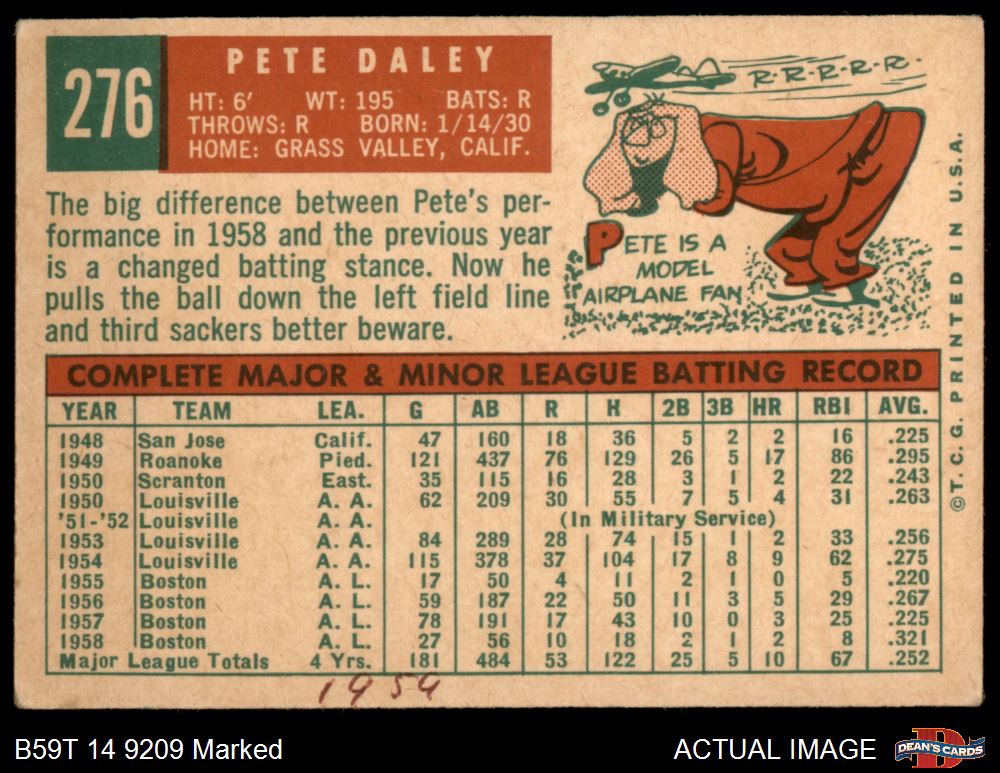 276
PETE DALEY
HT: 6' WT: 195 BATS: R
THROWS: R BORN: 1/14/30
HOME: GRASS VALLEY, CALIF.
The big difference between Pete's per-
formance in 1958 and the previous year
is a changed batting stance. Now he
pulls the ball down the left field line
and third sackers better beware.
R-R-R-R-R-
PETE IS A
MODEL
AIRPLANE FAN
©T.C.G. PRINTED IN U.S.A.
COMPLETE MAJOR & MINOR LEAGUE BATTING RECORD
YEAR TEAM LEA. G AB R H 2B 3B HR RBI AVG.
1948 San Jose Calif. 47 160 18 36 5 2 2 16 .225
1949 Roanoke Pied. 121 437 76 129 26 5 17 86 .295
1950 Scranton East. 35 115 16 28 3 1 2 22 .243
1950 Louisville A. A. 62 209 30 55 7 5 4 31 .263
'51-'52 Louisville A. A. (In Military Service)
1953 Louisville A. A. 84 289 28 74 15 1 2 33 .256
1954 Louisville A. A. 115 378 37 104 17 8 9 62 .275
1955 Boston A. L. 17 50 4 11 2 1 0 5 .220
1956 Boston A. L. 59 187 22 50 11 3 5 29 .267
1957 Boston A. L. 78 191 17 43 10 0 3 25 .225
1958 Boston A. L. 27 56 10 18 2 1 2 8 .321
Major League Totals 4 Yrs. 181 484 53 122 25 5 10 67 .252
1959
B59T 14 9209 Marked
ACTUAL IMAGE
DEAN'S CARDS